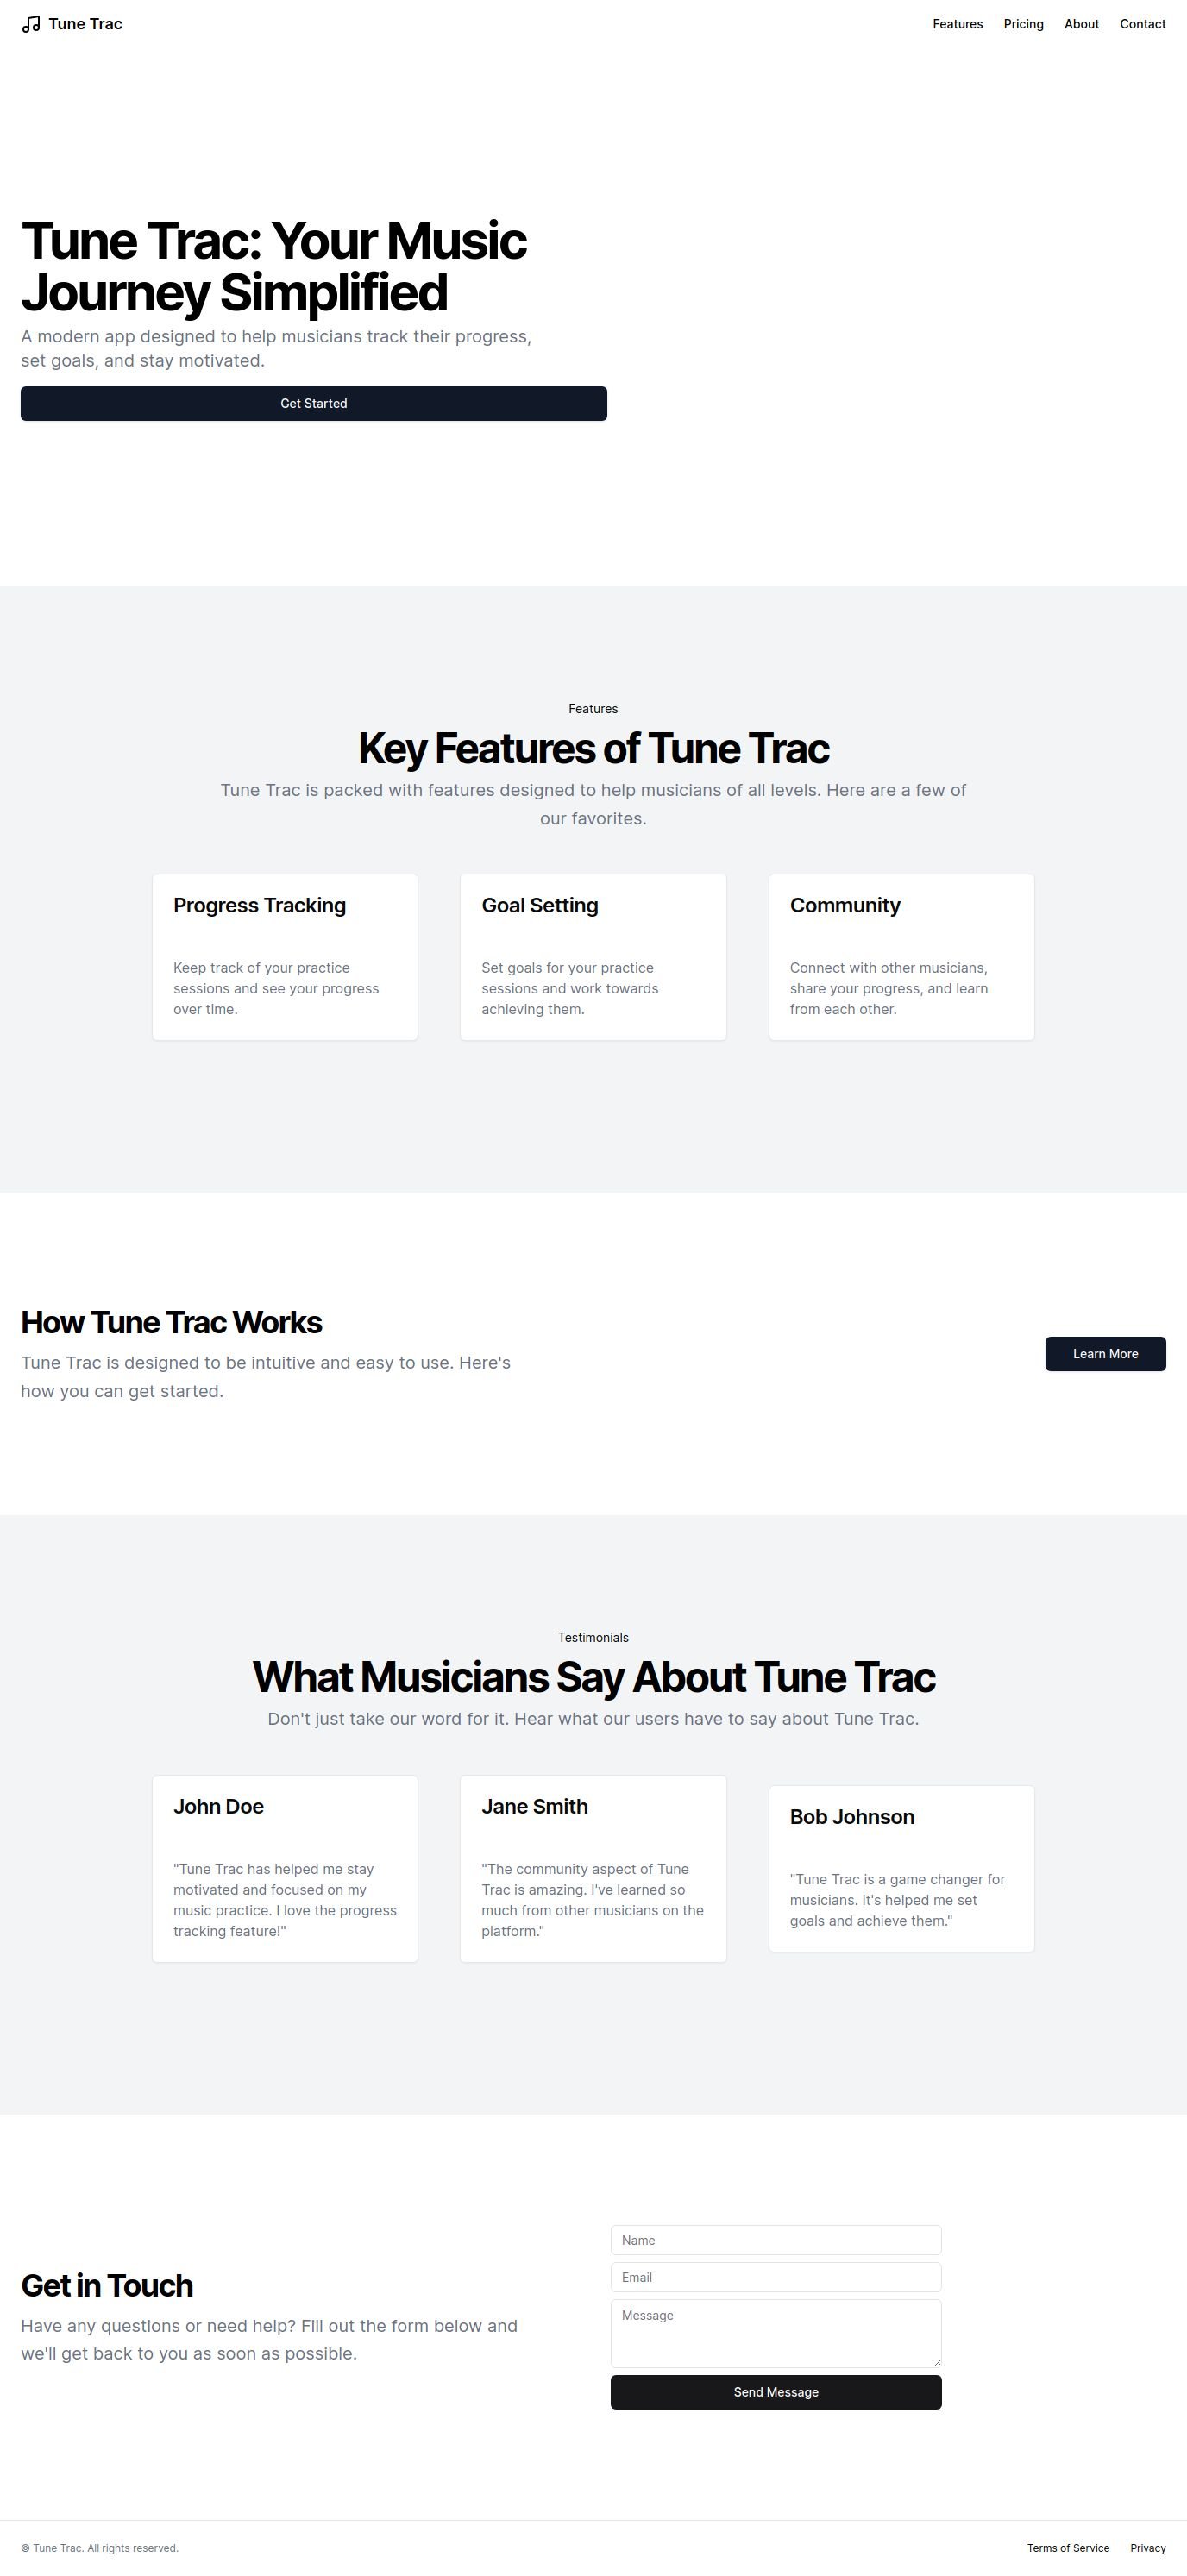 Tune Trac
Features
Pricing
About
Contact
Tune Trac: Your Music
Journey Simplified
A modern app designed to help musicians track their progress,
set goals, and stay motivated.
Get Started
Features
Key Features of Tune Trac
Tune Trac is packed with features designed to help musicians of all levels. Here are a few of
our favorites.
Progress Tracking
Keep track of your practice
sessions and see your progress
over time.
Goal Setting
Set goals for your practice
sessions and work towards
achieving them.
Community
Connect with other musicians,
share your progress, and learn
from each other.
How Tune Trac Works
Tune Trac is designed to be intuitive and easy to use. Here's
how you can get started.
Learn More
Testimonials
What Musicians Say About Tune Trac
Don't just take our word for it. Hear what our users have to say about Tune Trac.
John Doe
"Tune Trac has helped me stay
motivated and focused on my
music practice. I love the progress
tracking feature!"
Jane Smith
"The community aspect of Tune
Trac is amazing. I've learned so
much from other musicians on the
platform."
Bob Johnson
"Tune Trac is a game changer for
musicians. It's helped me set
goals and achieve them."
Get in Touch
Have any questions or need help? Fill out the form below and
we'll get back to you as soon as possible.
Name
Email
Message
Send Message
© Tune Trac. All rights reserved.
Terms of Service
Privacy